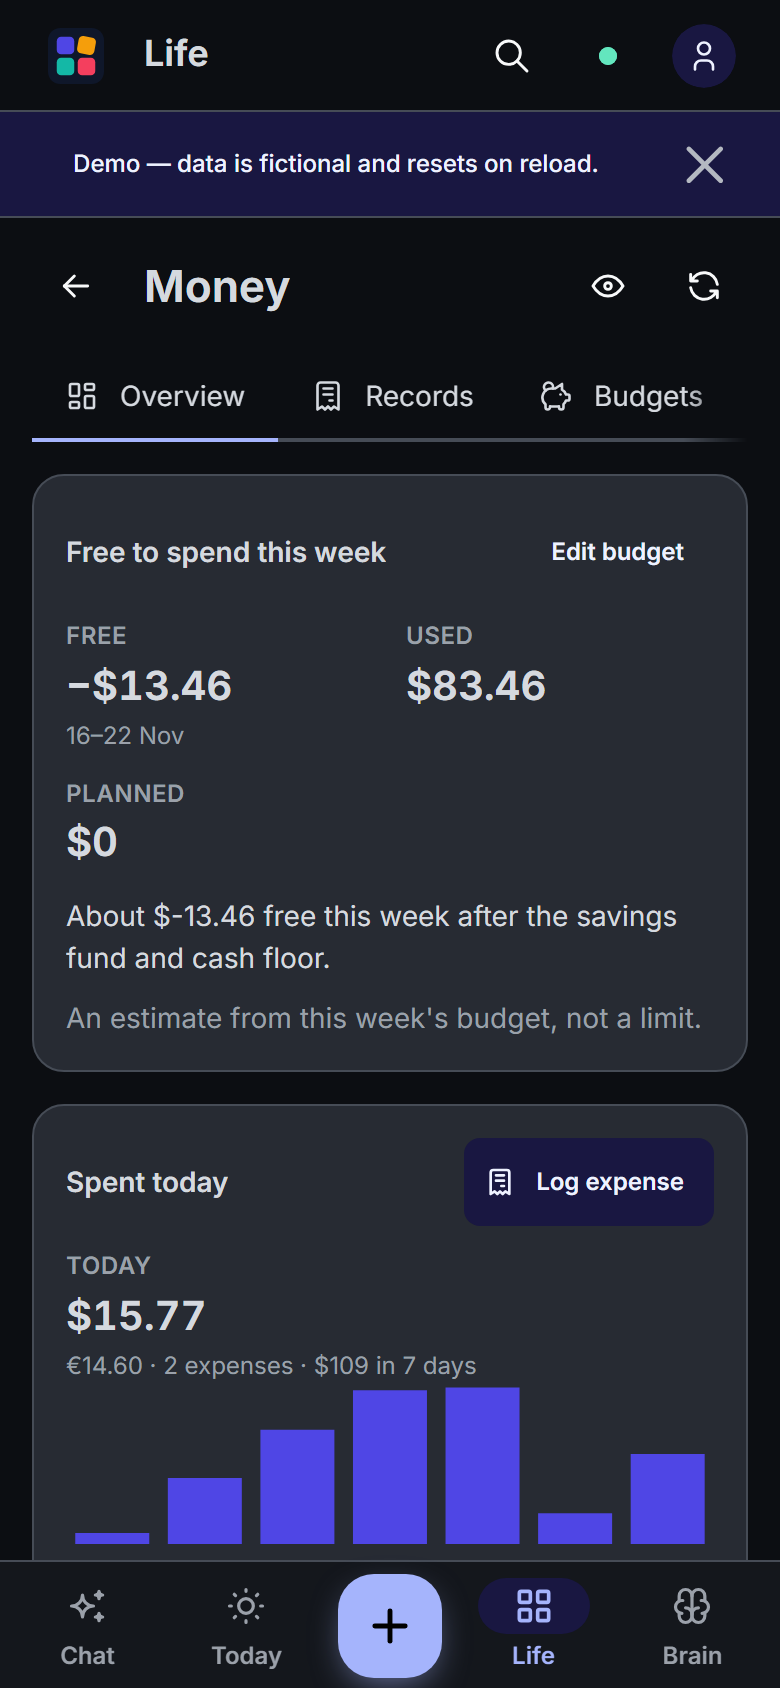 Life
Demo — data is fictional and resets on reload.
Money
Overview
Records
Budgets
Free to spend this week
Edit budget
FREE
USED
−$13.46
$83.46
16–22 Nov
PLANNED
$0
About $-13.46 free this week after the savings
fund and cash floor.
An estimate from this week's budget, not a limit.
Spent today
Log expense
TODAY
$15.77
€14.60 · 2 expenses · $109 in 7 days
Chat
Today
Life
Brain